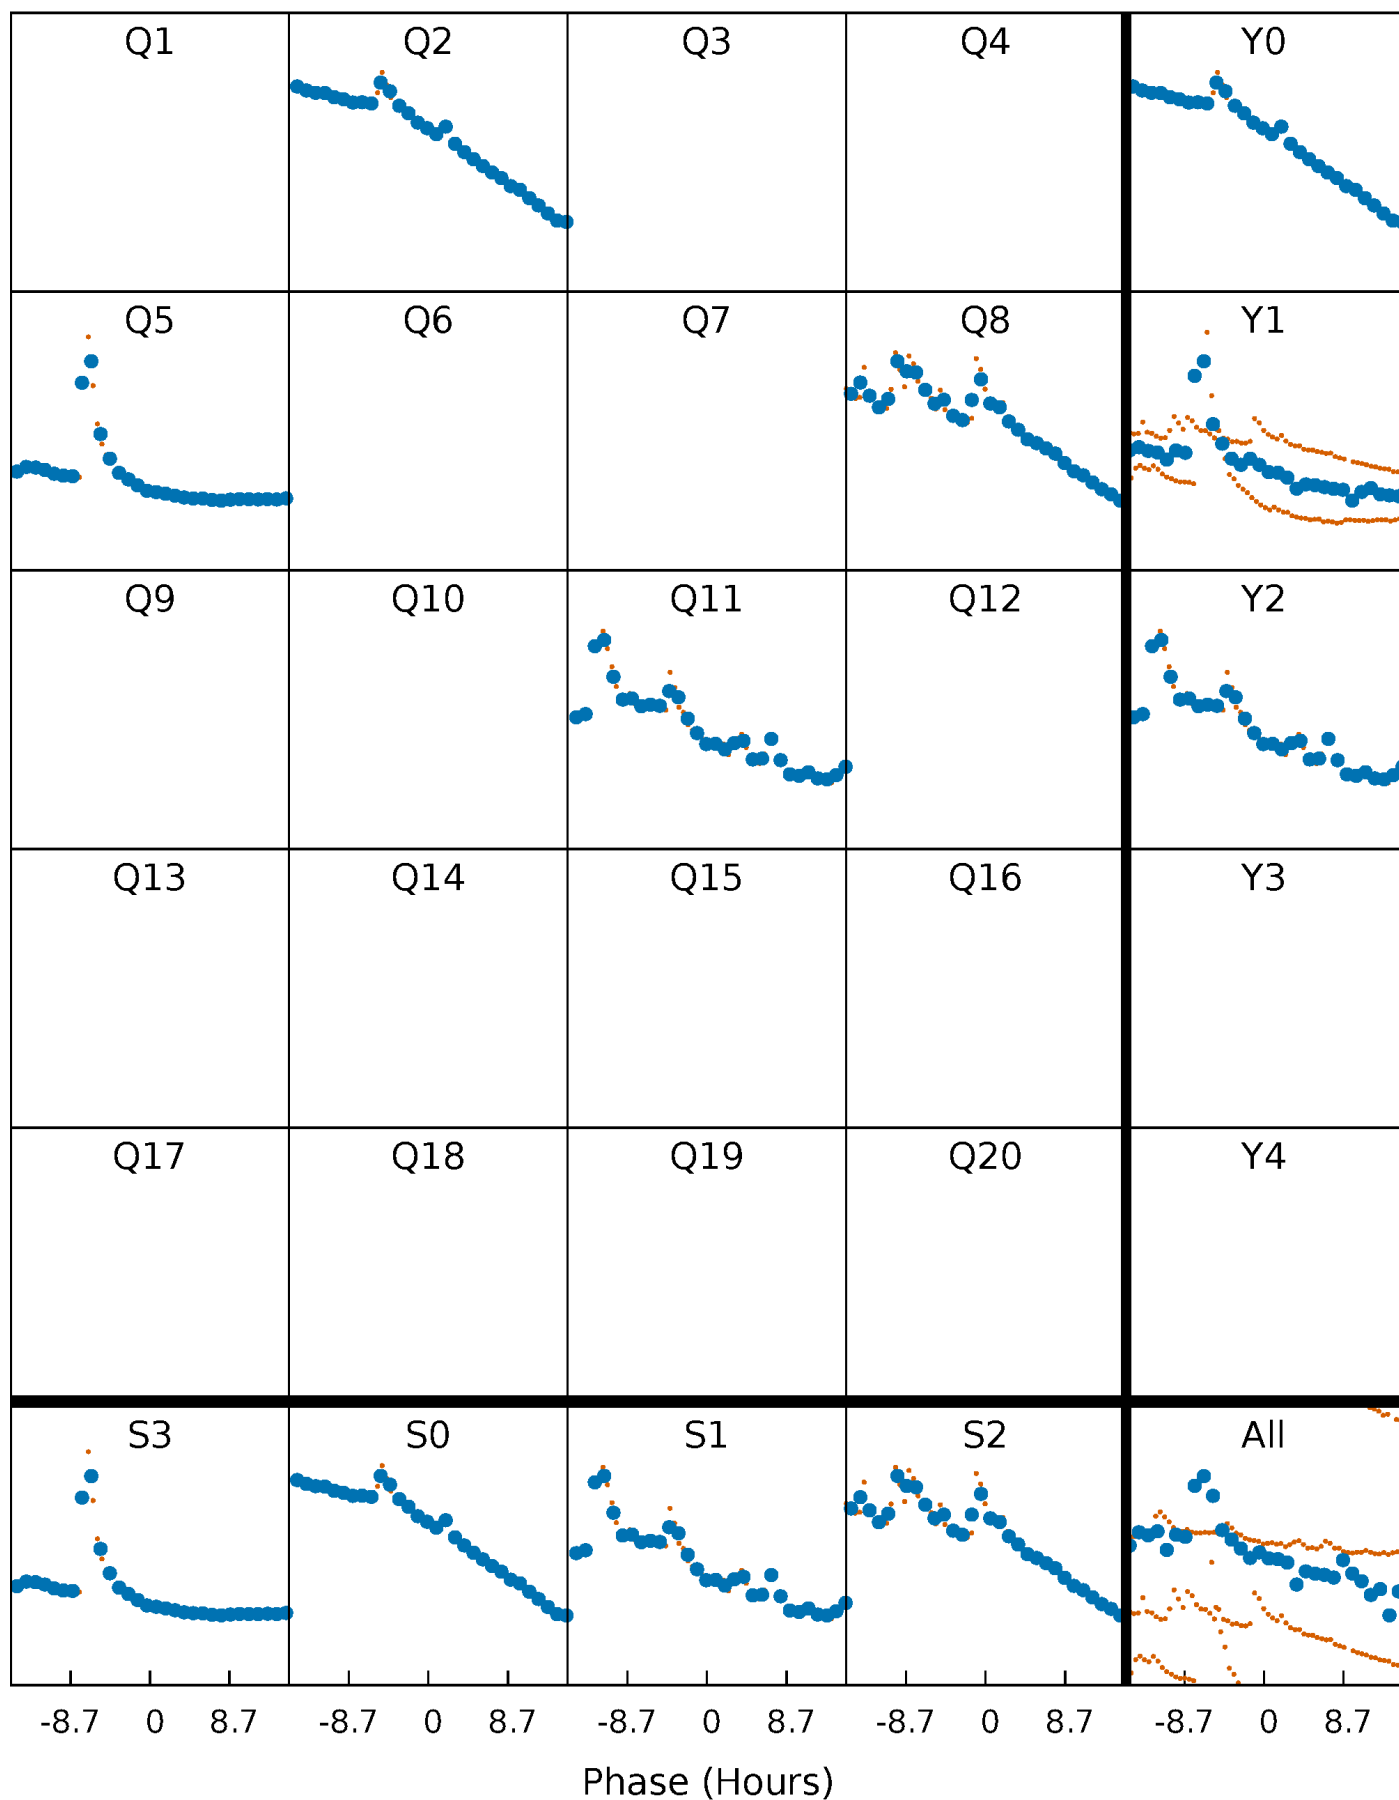 Q1 Q2 Q3 Q4 Y0
Q5 Q6 Q7 Q8 Y1
Q9 Q10 Q11 Q12 Y2
Q13 Q14 Q15 Q16 Y3
Q17 Q18 Q19 Q20 Y4
S3 S0 S1 S2 All
-8.7 0 8.7 -8.7 0 8.7 -8.7 0 8.7 -8.7 0 8.7 -8.7 0 8.7
Phase (Hours)